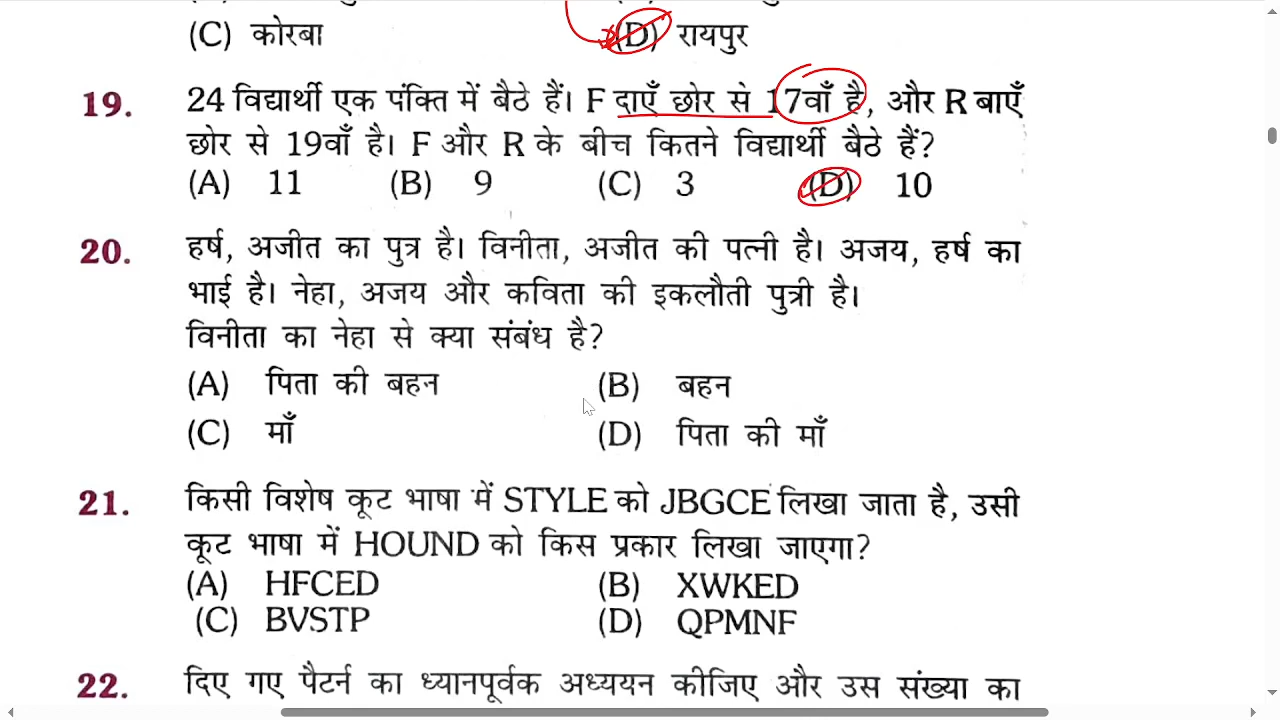 (C) कोरबा (D) रायपुर
19. 24 विद्यार्थी एक पंक्ति में बैठे हैं। F दाएँ छोर से 17वाँ है, और R बाएँ
छोर से 19वाँ है। F और R के बीच कितने विद्यार्थी बैठे हैं?
(A) 11 (B) 9 (C) 3 (D) 10
20. हर्ष, अजीत का पुत्र है। विनीता, अजीत की पत्नी है। अजय, हर्ष का
भाई है। नेहा, अजय और कविता की इकलौती पुत्री है।
विनीता का नेहा से क्या संबंध है?
(A) पिता की बहन (B) बहन
(C) माँ (D) पिता की माँ
21. किसी विशेष कूट भाषा में STYLE को JBGCE लिखा जाता है, उसी
कूट भाषा में HOUND को किस प्रकार लिखा जाएगा?
(A) HFCED (B) XWKED
(C) BVSTP (D) QPMNF
22. दिए गए पैटर्न का ध्यानपूर्वक अध्ययन कीजिए और उस संख्या का